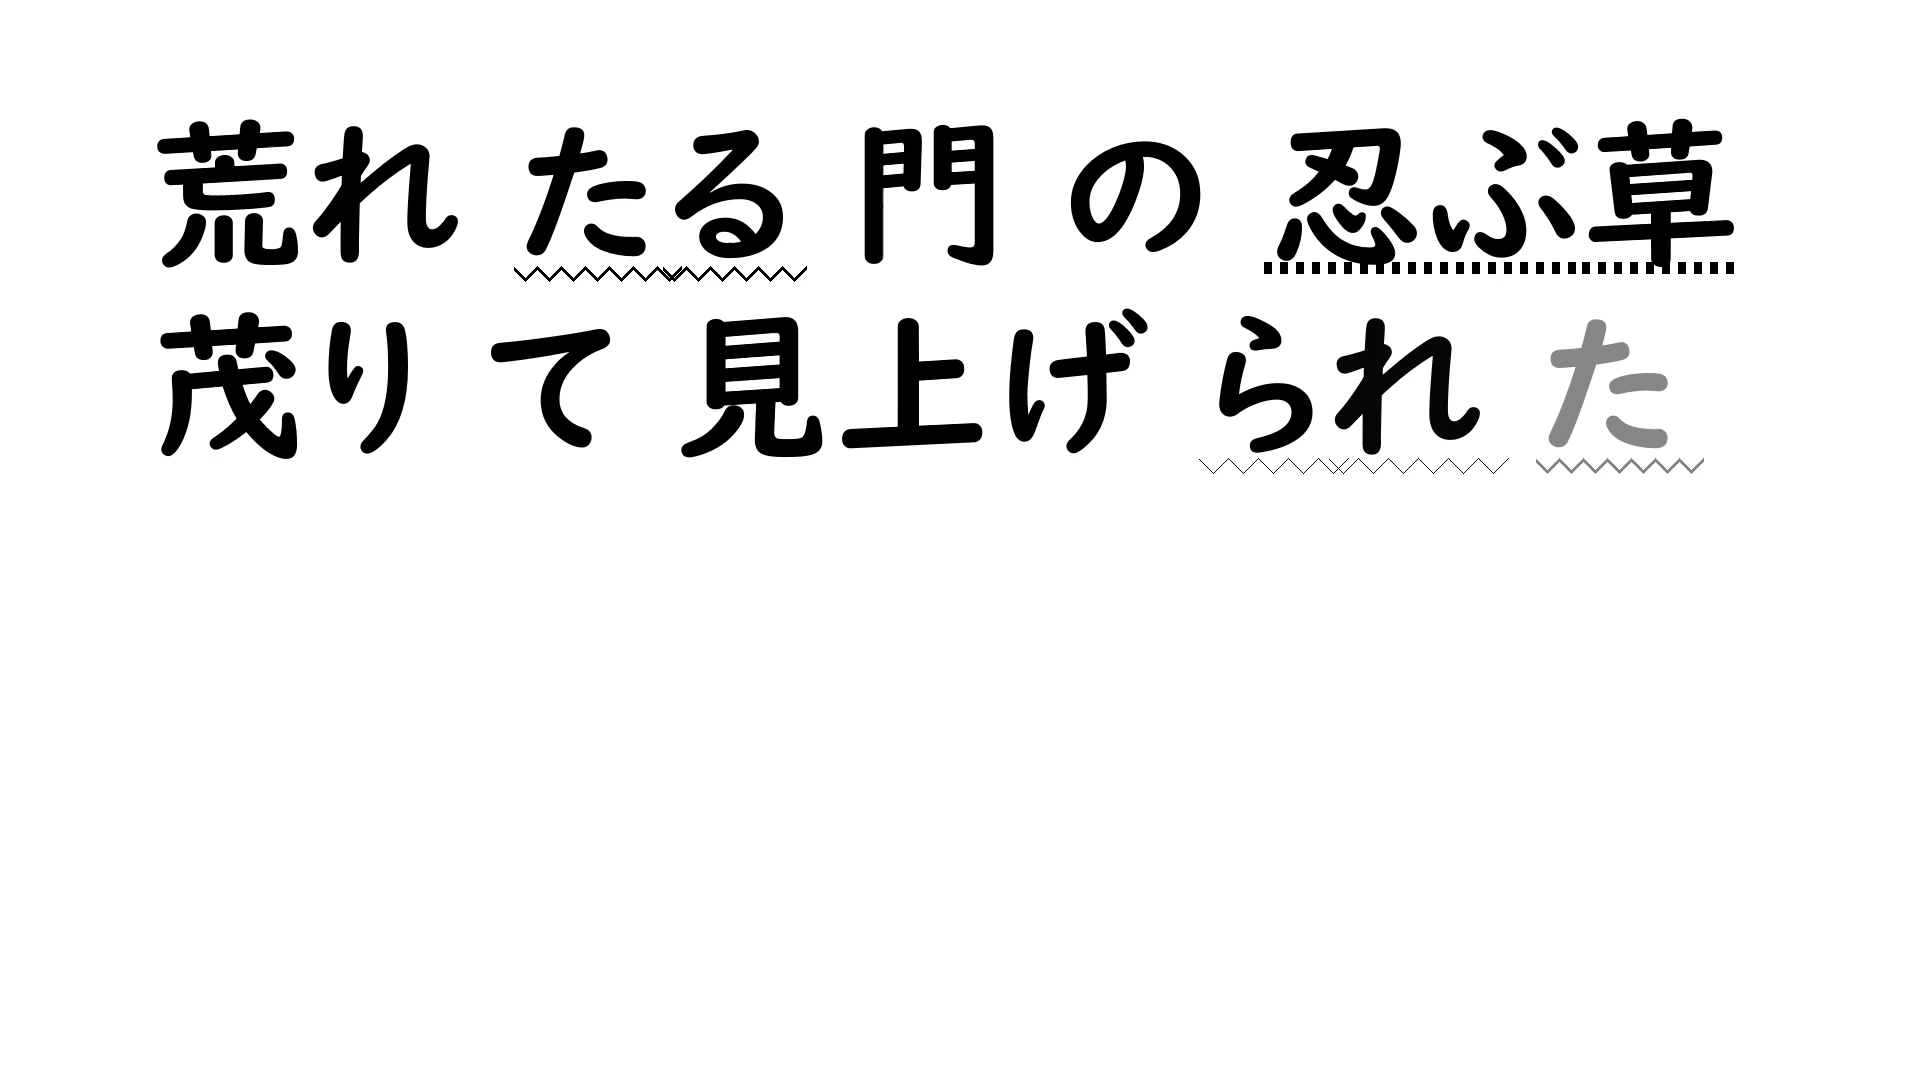 荒れ たる 門 の 忍ぶ草
茂り て 見上げ られ た